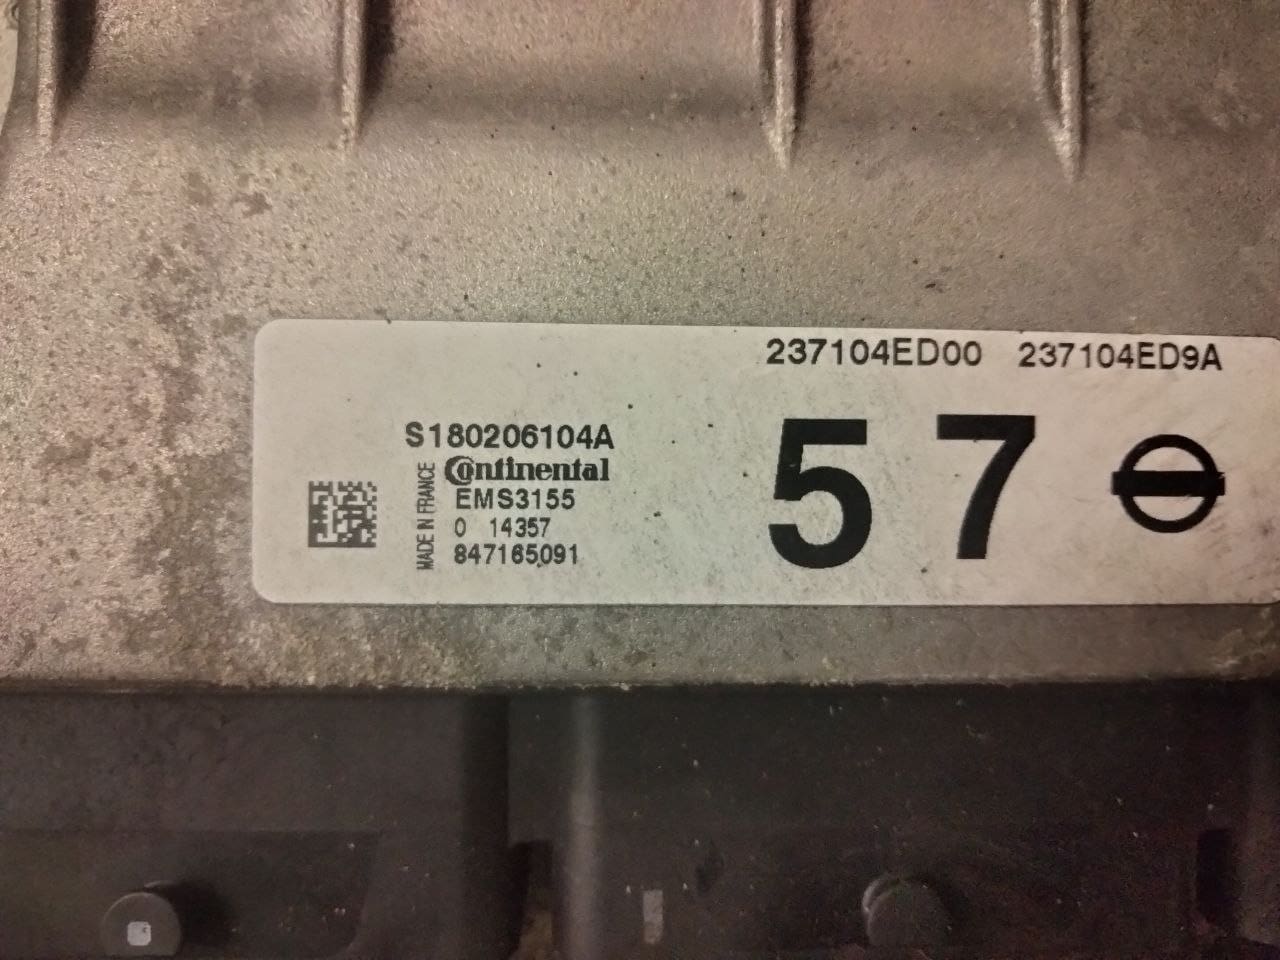 237104ED00 237104ED9A
S180206104A
Continental
EMS3155
0 14357
847165091
MADE IN FRANCE
57